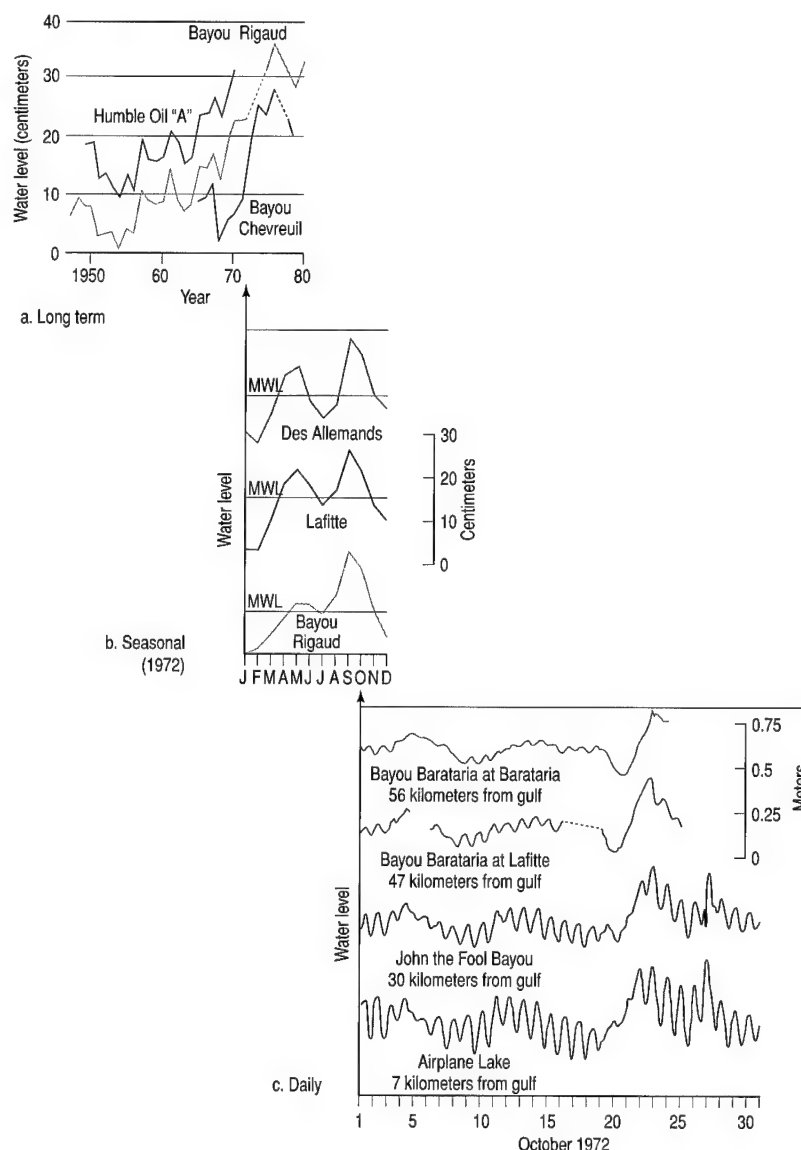 40
Bayou Rigaud
30
Humble Oil "A"
20
10
Bayou
Chevreuil
0
Water level (centimeters)
1950 60 70 80
Year
a. Long term
MWL
Des Allemands
MWL
Lafitte
MWL
Bayou
Rigaud
Water level
30
20
10
0
Centimeters
b. Seasonal
(1972)
J F M A M J J A S O N D
0.75
0.5
0.25
0
Meters
Bayou Barataria at Barataria
56 kilometers from gulf
Bayou Barataria at Lafitte
47 kilometers from gulf
John the Fool Bayou
30 kilometers from gulf
Airplane Lake
7 kilometers from gulf
Water level
c. Daily
1 5 10 15 20 25 30
October 1972